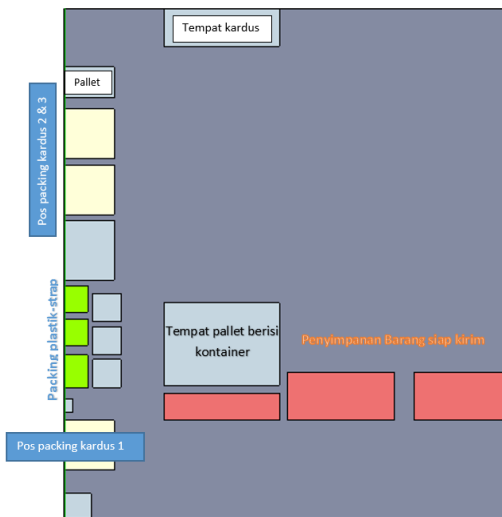 Tempat kardus
Pallet
Pos packing kardus 2 & 3
Packing plastik-strap
Tempat pallet berisi
kontainer
Penyimpanan Barang siap kirim
Pos packing kardus 1